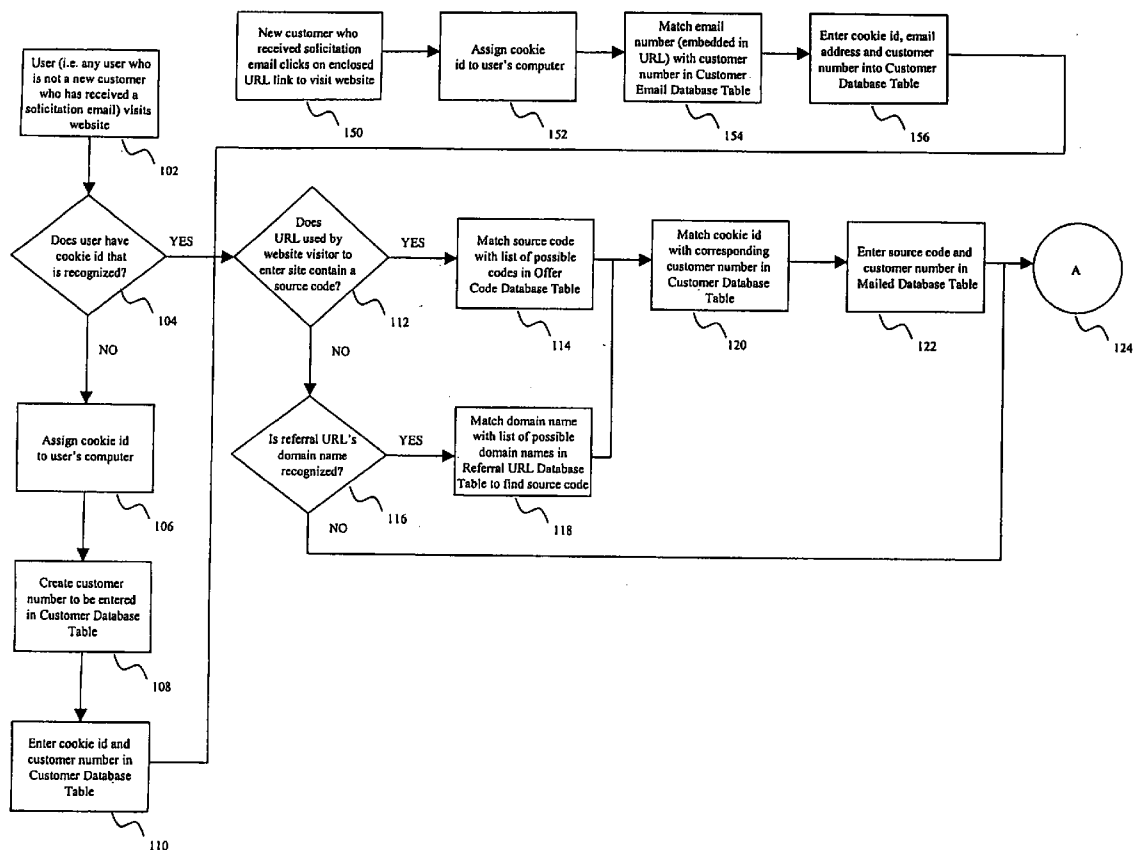 User (i.e. any user who
is not a new customer
who has received a
solicitation email) visits
website
102
New customer who
received solicitation
email clicks on enclosed
URL link to visit website
150
Assign cookie
id to user's computer
152
Match email
number (embedded in
URL) with customer
number in Customer
Email Database Table
154
Enter cookie id, email
address and customer
number into Customer
Database Table
156
Does user have
cookie id that
is recognized?
104
YES
NO
Does
URL used by
website visitor to
enter site contain a
source code?
112
YES
NO
Match source code
with list of possible
codes in Offer
Code Database Table
114
Match cookie id
with corresponding
customer number in
Customer Database
Table
120
Enter source code and
customer number in
Mailed Database Table
122
A
124
Is referral URL's
domain name
recognized?
116
YES
NO
Match domain name
with list of possible
domain names in
Referral URL Database
Table to find source code
118
Assign cookie id
to user's computer
106
Create customer
number to be entered
in Customer Database
Table
108
Enter cookie id and
customer number in
Customer Database
Table
110